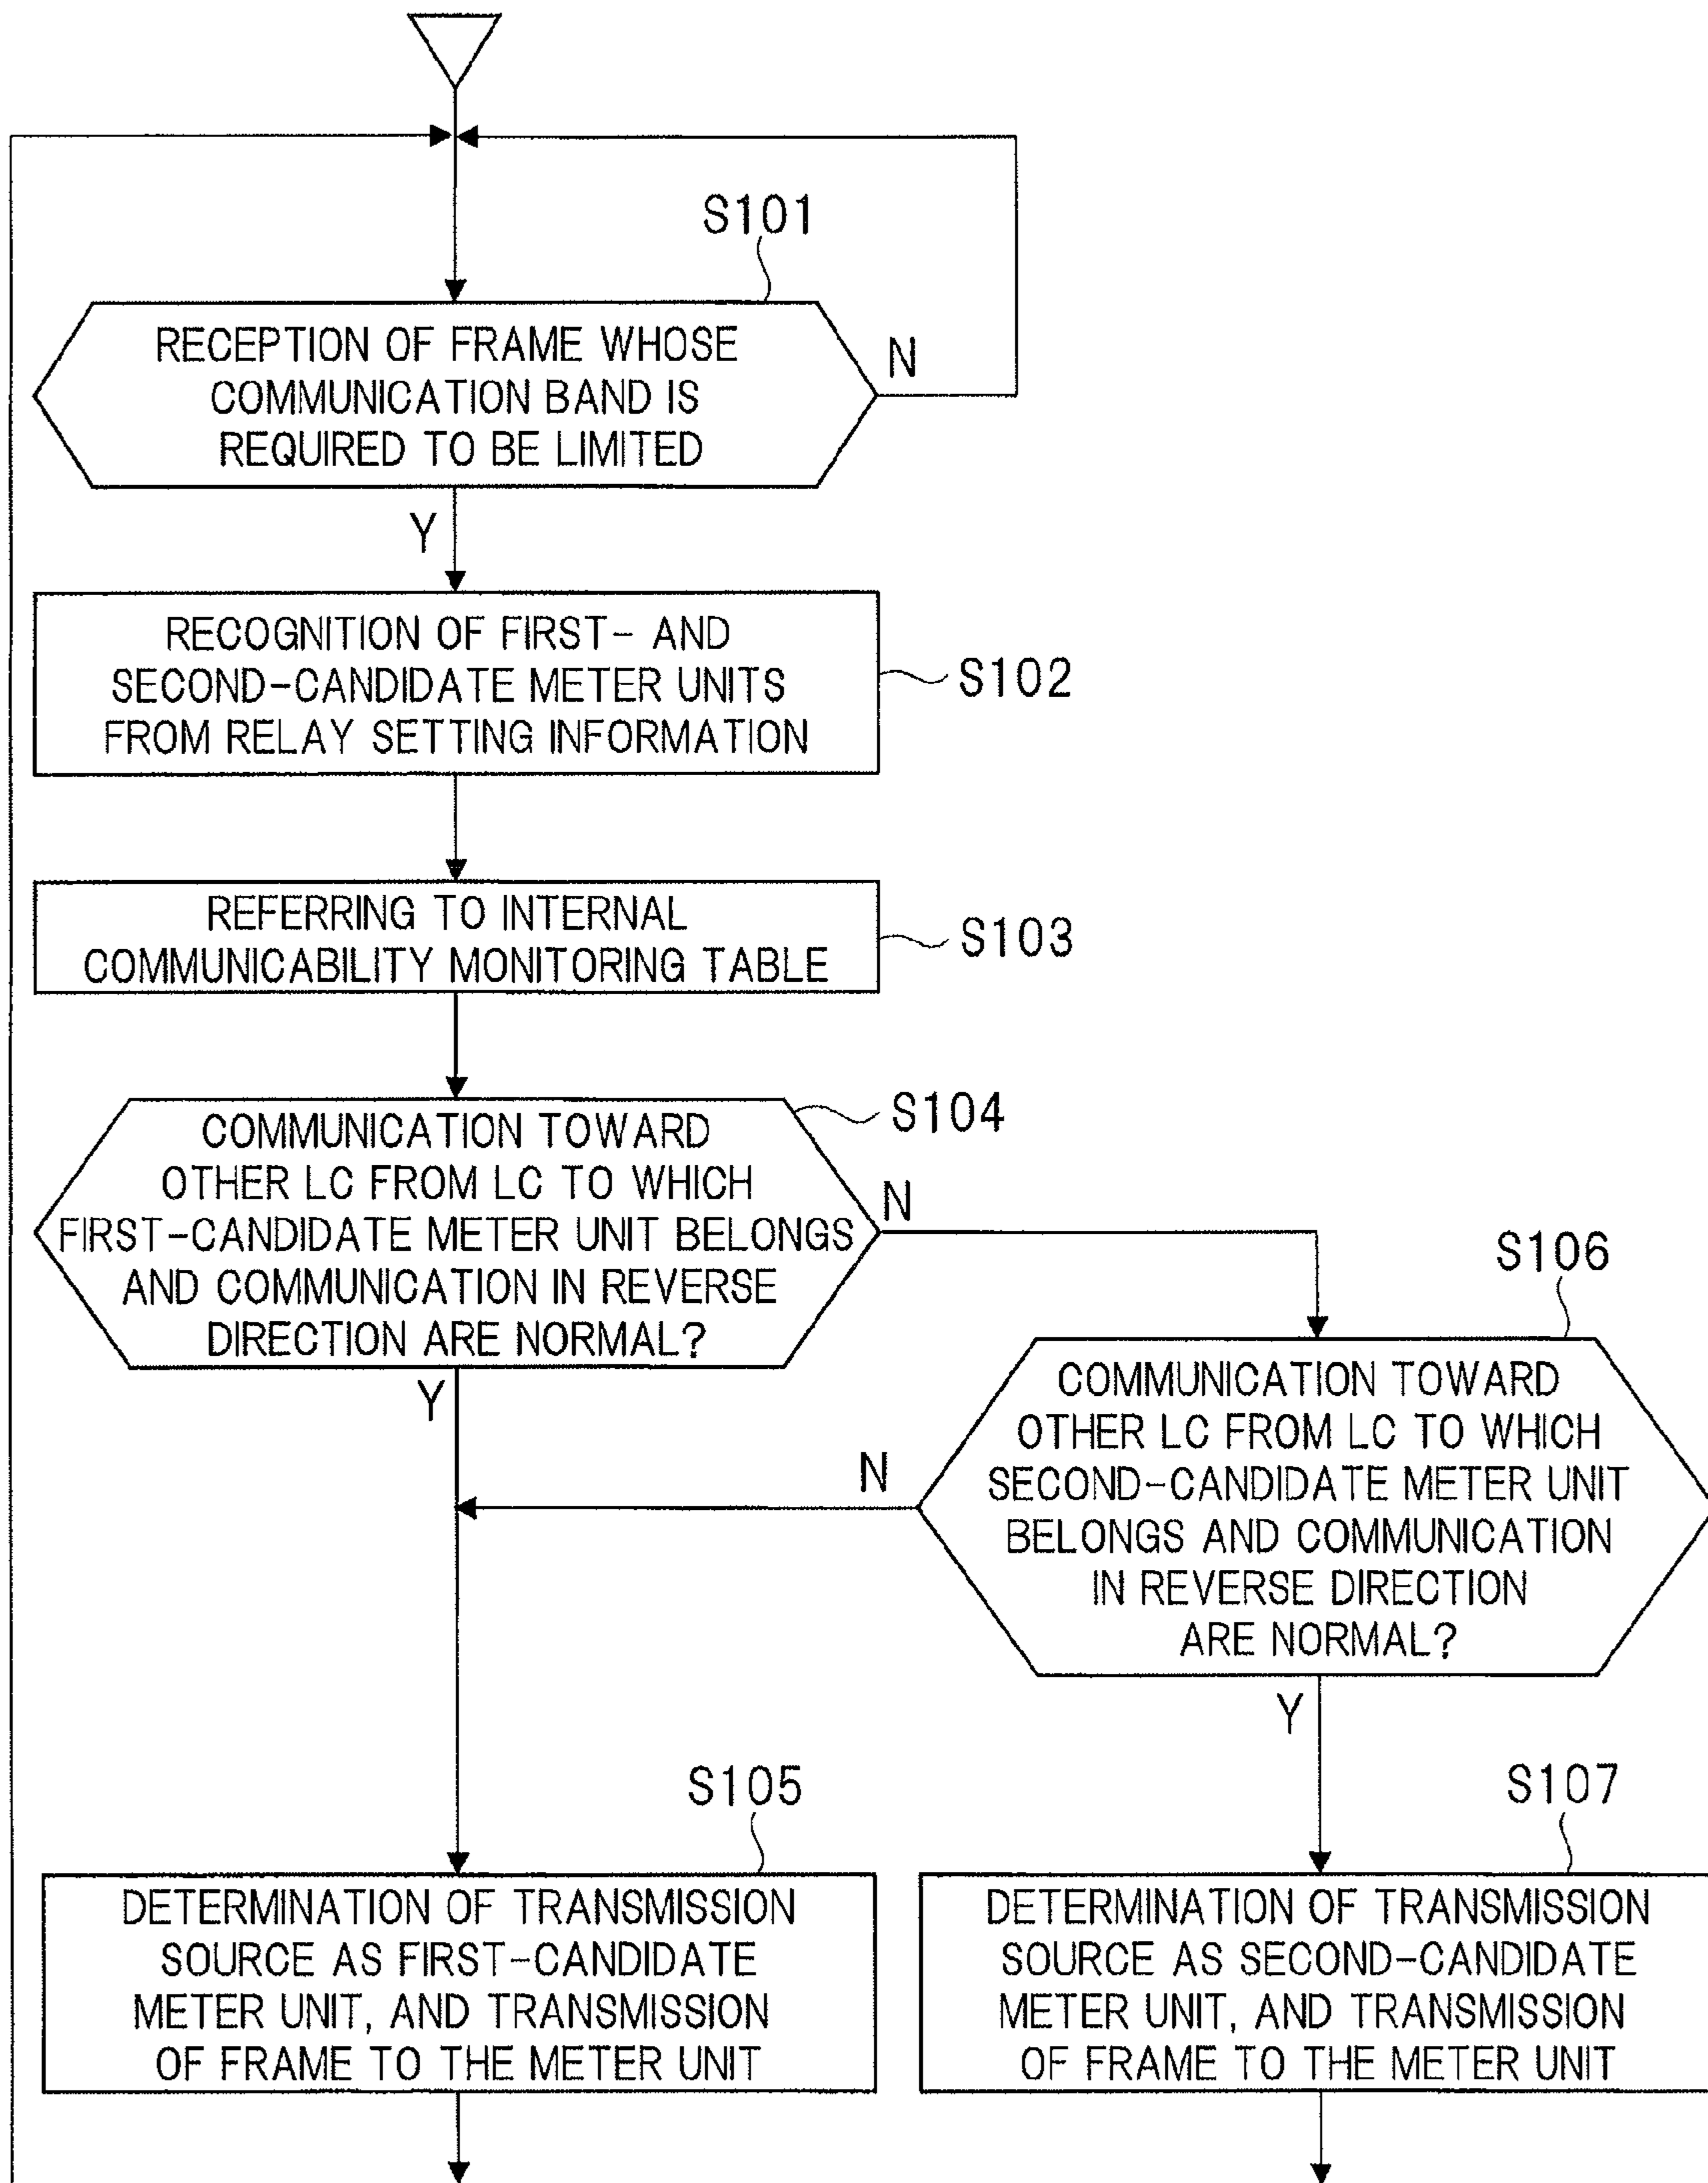 S101
RECEPTION OF FRAME WHOSE
COMMUNICATION BAND IS
REQUIRED TO BE LIMITED
N
Y
RECOGNITION OF FIRST- AND
SECOND-CANDIDATE METER UNITS
FROM RELAY SETTING INFORMATION
S102
REFERRING TO INTERNAL
COMMUNICABILITY MONITORING TABLE
S103
S104
COMMUNICATION TOWARD
OTHER LC FROM LC TO WHICH
FIRST-CANDIDATE METER UNIT BELONGS
AND COMMUNICATION IN REVERSE
DIRECTION ARE NORMAL?
N
Y
S106
COMMUNICATION TOWARD
OTHER LC FROM LC TO WHICH
SECOND-CANDIDATE METER UNIT
BELONGS AND COMMUNICATION
IN REVERSE DIRECTION
ARE NORMAL?
N
Y
S105
DETERMINATION OF TRANSMISSION
SOURCE AS FIRST-CANDIDATE
METER UNIT, AND TRANSMISSION
OF FRAME TO THE METER UNIT
S107
DETERMINATION OF TRANSMISSION
SOURCE AS SECOND-CANDIDATE
METER UNIT, AND TRANSMISSION
OF FRAME TO THE METER UNIT